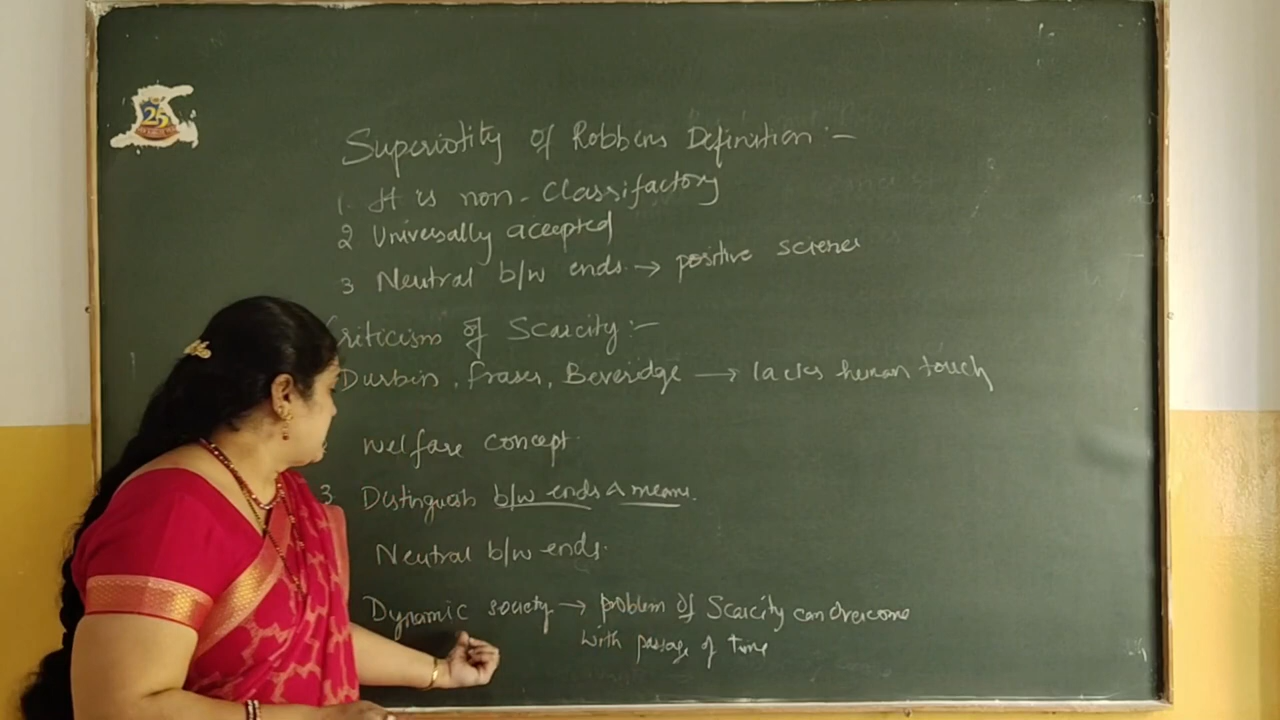 25
Superiority of Robbins Definition :-
1. It is non-Classifactory
2 Universally accepted
3 Neutral b/w ends. → positive science
Criticism of Scarcity :-
Durbin, Fraser, Beveridge → lacks human touch
Welfare concept.
3. Distinguish b/w ends & means.
Neutral b/w ends.
Dynamic society → problem of Scarcity can Overcome
With passage of time